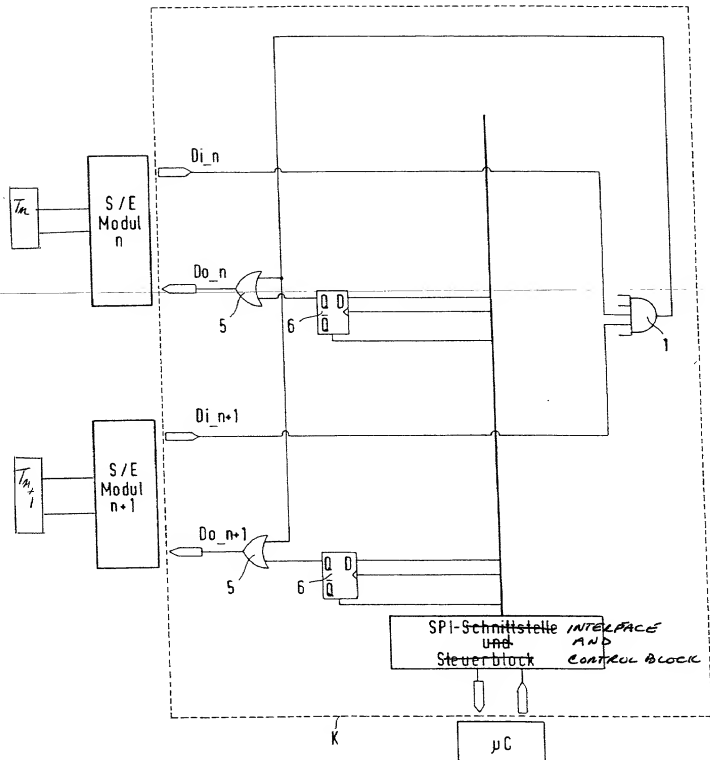 Di_n
Tn
S/E
Modul
n
Do_n
5
Q D
6
Q
1
Di_n+1
Tn+1
S/E
Modul
n+1
Do_n+1
5
Q D
6
Q
SPI-Schnittstelle INTERFACE
und AND
Steuerblock CONTROL BLOCK
K
µC